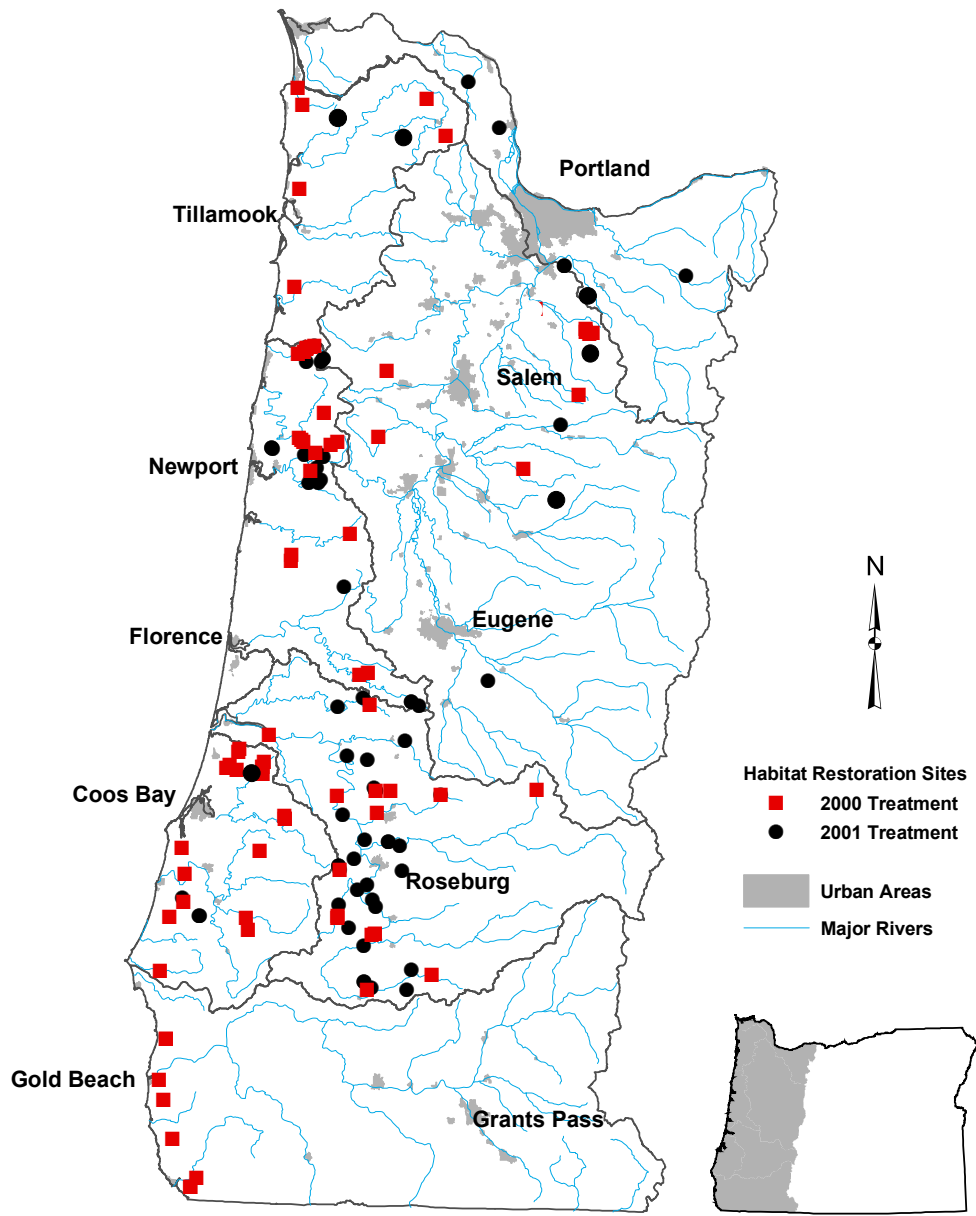 Portland
Tillamook
Salem
Newport
N
Eugene
Florence
Habitat Restoration Sites
2000 Treatment
Coos Bay
2001 Treatment
Roseburg
Urban Areas
Major Rivers
Gold Beach
Grants Pass